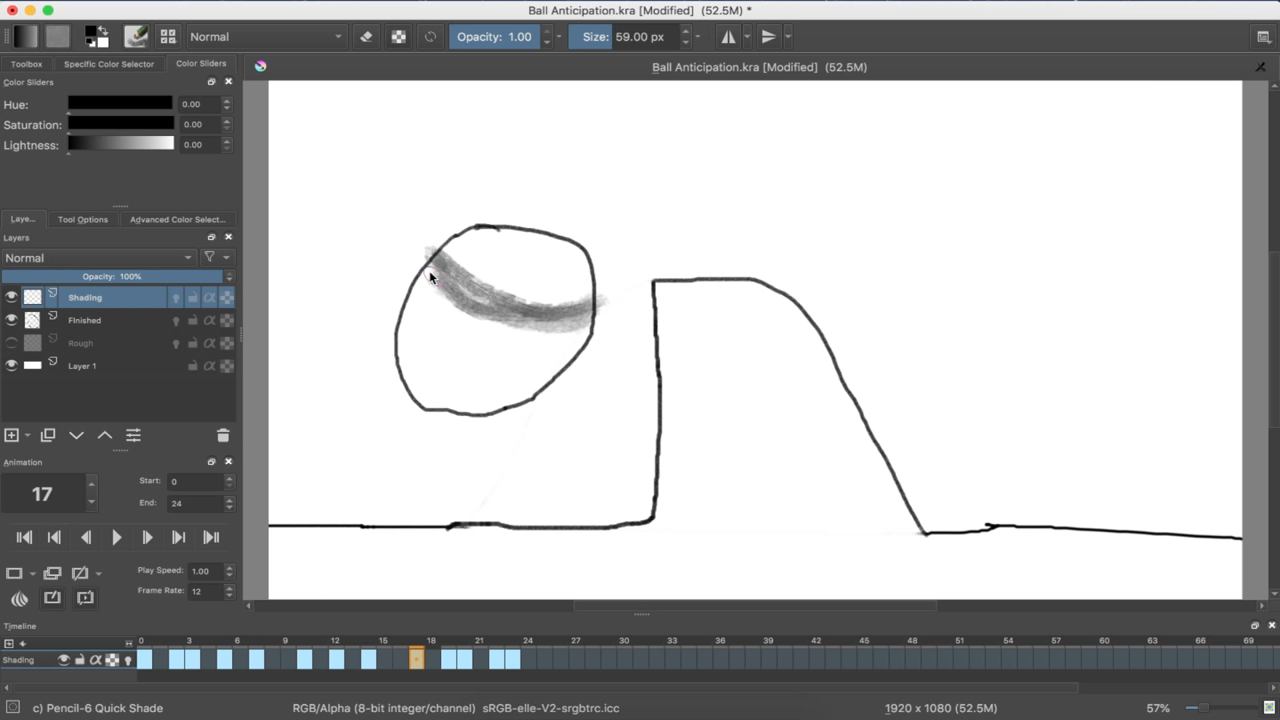 Ball Anticipation.kra [Modified]  (52.5M) *
Normal
Opacity: 1.00
Size: 59.00 px
Toolbox
Specific Color Selector
Color Sliders
Ball Anticipation.kra [Modified]  (52.5M)
Color Sliders
Hue: 0.00
Saturation: 0.00
Lightness: 0.00
Laye...
Tool Options
Advanced Color Select...
Layers
Normal
Opacity: 100%
Shading
FInished
Rough
Layer 1
Animation
17
Start: 0
End: 24
Play Speed: 1.00
Frame Rate: 12
Timeline
0 3 6 9 12 15 18 21 24 27 30 33 36 39 42 45 48 51 54 57 60 63 66 69
Shading
c) Pencil-6 Quick Shade
RGB/Alpha (8-bit integer/channel)  sRGB-elle-V2-srgbtrc.icc
1920 x 1080 (52.5M)
57%